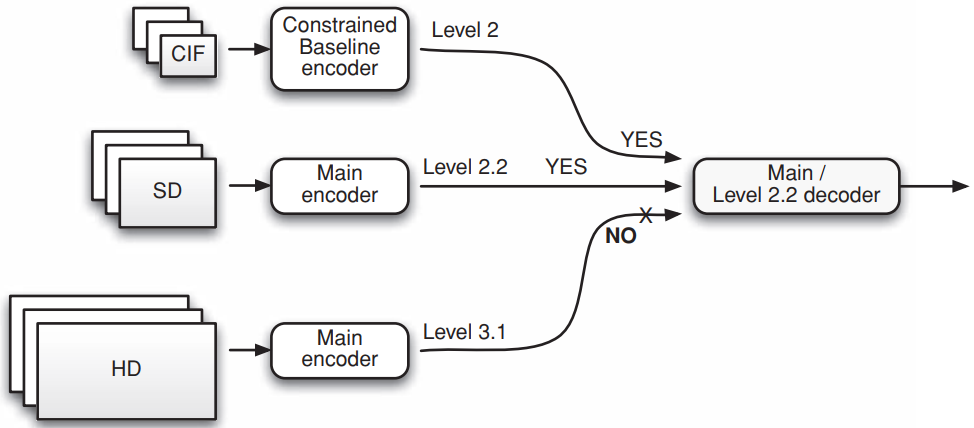 CIF
Constrained
Baseline
encoder
Level 2
YES
SD
Main
encoder
Level 2.2
YES
Main /
Level 2.2 decoder
X
NO
HD
Main
encoder
Level 3.1